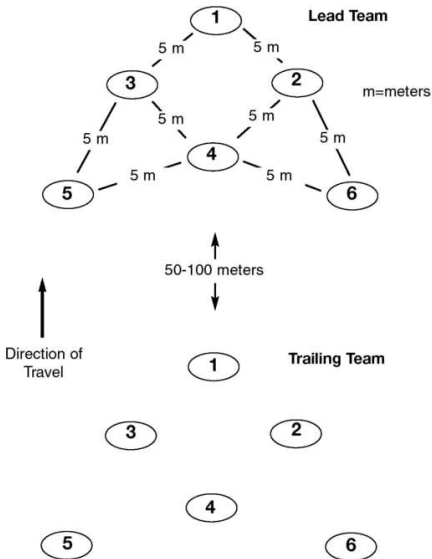 1
Lead Team
5 m 5 m
3 2
m=meters
5 m 5 m
4
5 m 5 m
5 m 5 m
5 6
50-100 meters
Direction of
Travel
Trailing Team
1
3 2
4
5 6